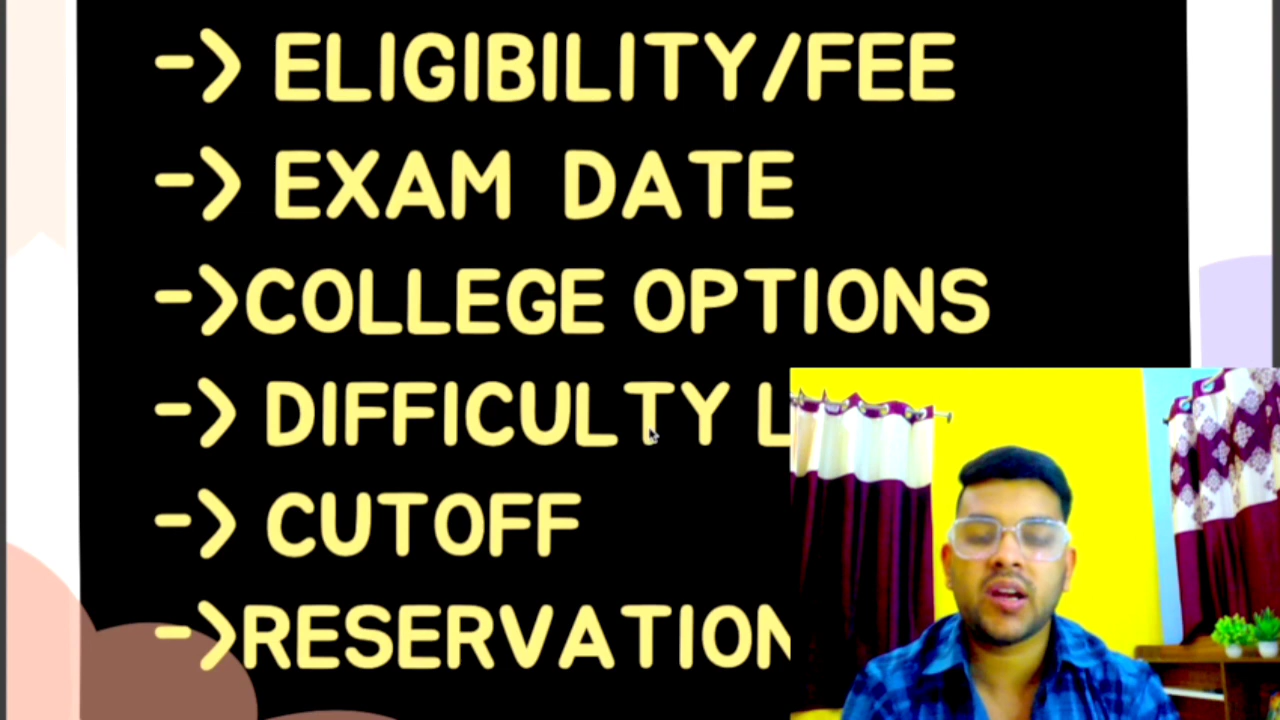 -> ELIGIBILITY/FEE
-> EXAM DATE
->COLLEGE OPTIONS
-> DIFFICULTY L
-> CUTOFF
->RESERVATION